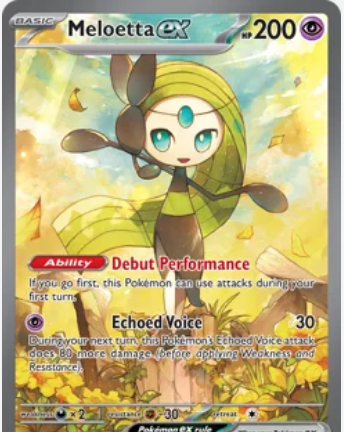 BASIC
Meloetta ex HP 200
Ability Debut Performance
If you go first, this Pokémon can use attacks during your
first turn.
Echoed Voice 30
During your next turn, this Pokémon's Echoed Voice attack
does 80 more damage (before applying Weakness and
Resistance).
weakness ×2 resistance -30 retreat
Pokémon ex rule